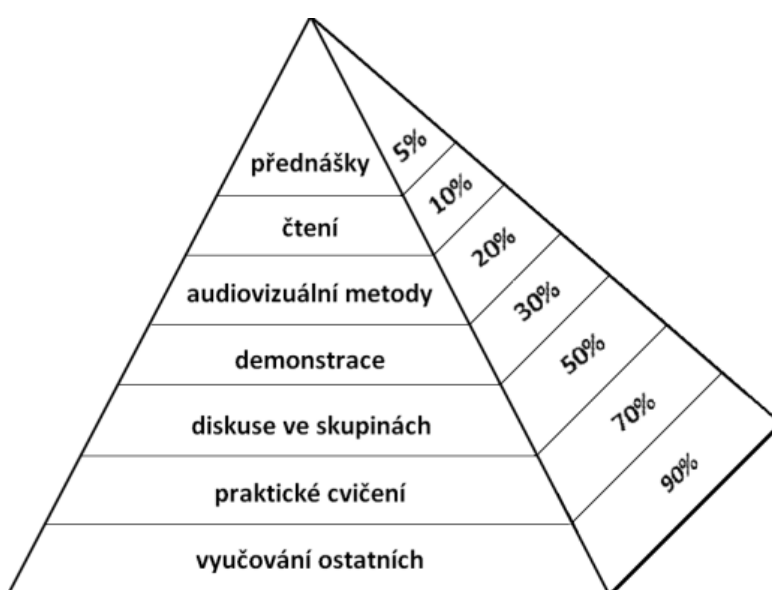 přednášky 5%
čtení 10%
audiovizuální metody 20%
demonstrace 30%
diskuse ve skupinách 50%
praktické cvičení 70%
vyučování ostatních 90%